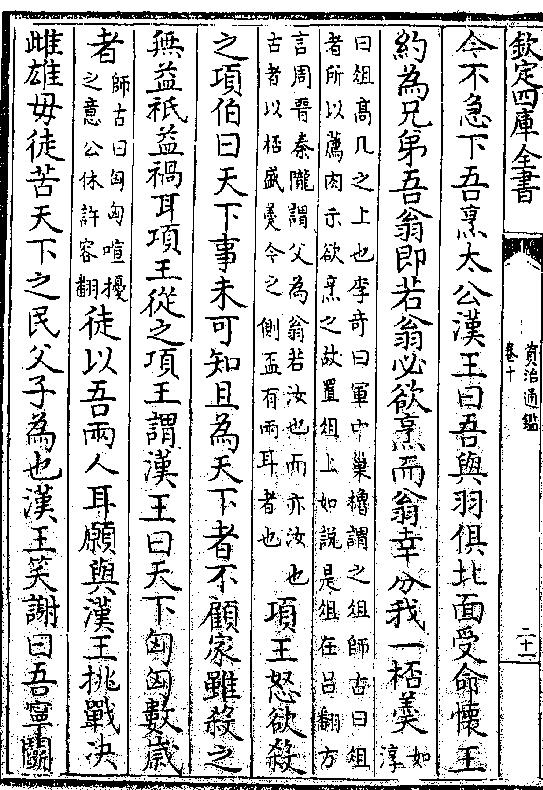 欽定四庫全書
資治通鑑
卷十
二十一
今不急下吾烹太公漢王曰吾與羽俱北面受命懷王
約為兄弟吾翁即若翁必欲烹而翁幸分我一桮羮如淳
曰俎高几之上也李奇曰軍中巢櫓謂之俎師古曰俎
者所以薦肉示欲烹之故置俎上如說是俎在吕翻方
言周晉秦隴謂父為翁若汝也而亦汝也
古者以桮盛羮今之側盃有兩耳者也
項王怒欲殺
之項伯曰天下事未可知且為天下者不顧家雖殺之
無益祇益禍耳項王從之項王謂漢王曰天下匈匈數歲
者師古曰匈匈喧擾之意公休許容翻徒以吾兩人耳願與漢王挑戰决
雌雄毋徒苦天下之民父子為也漢王笑謝曰吾寧鬭